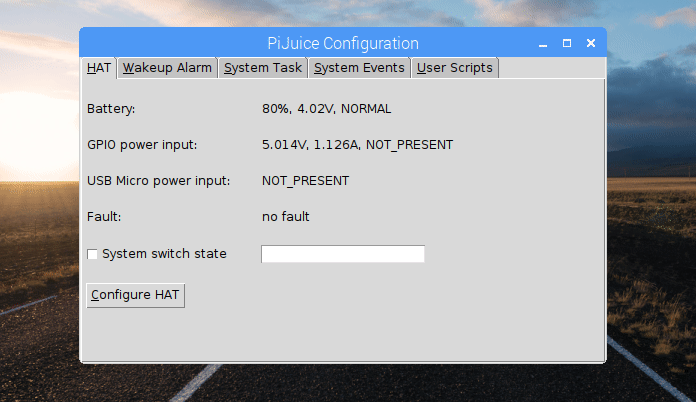 PiJuice Configuration
HAT Wakeup Alarm System Task System Events User Scripts
Battery: 80%, 4.02V, NORMAL
GPIO power input: 5.014V, 1.126A, NOT_PRESENT
USB Micro power input: NOT_PRESENT
Fault: no fault
System switch state
Configure HAT